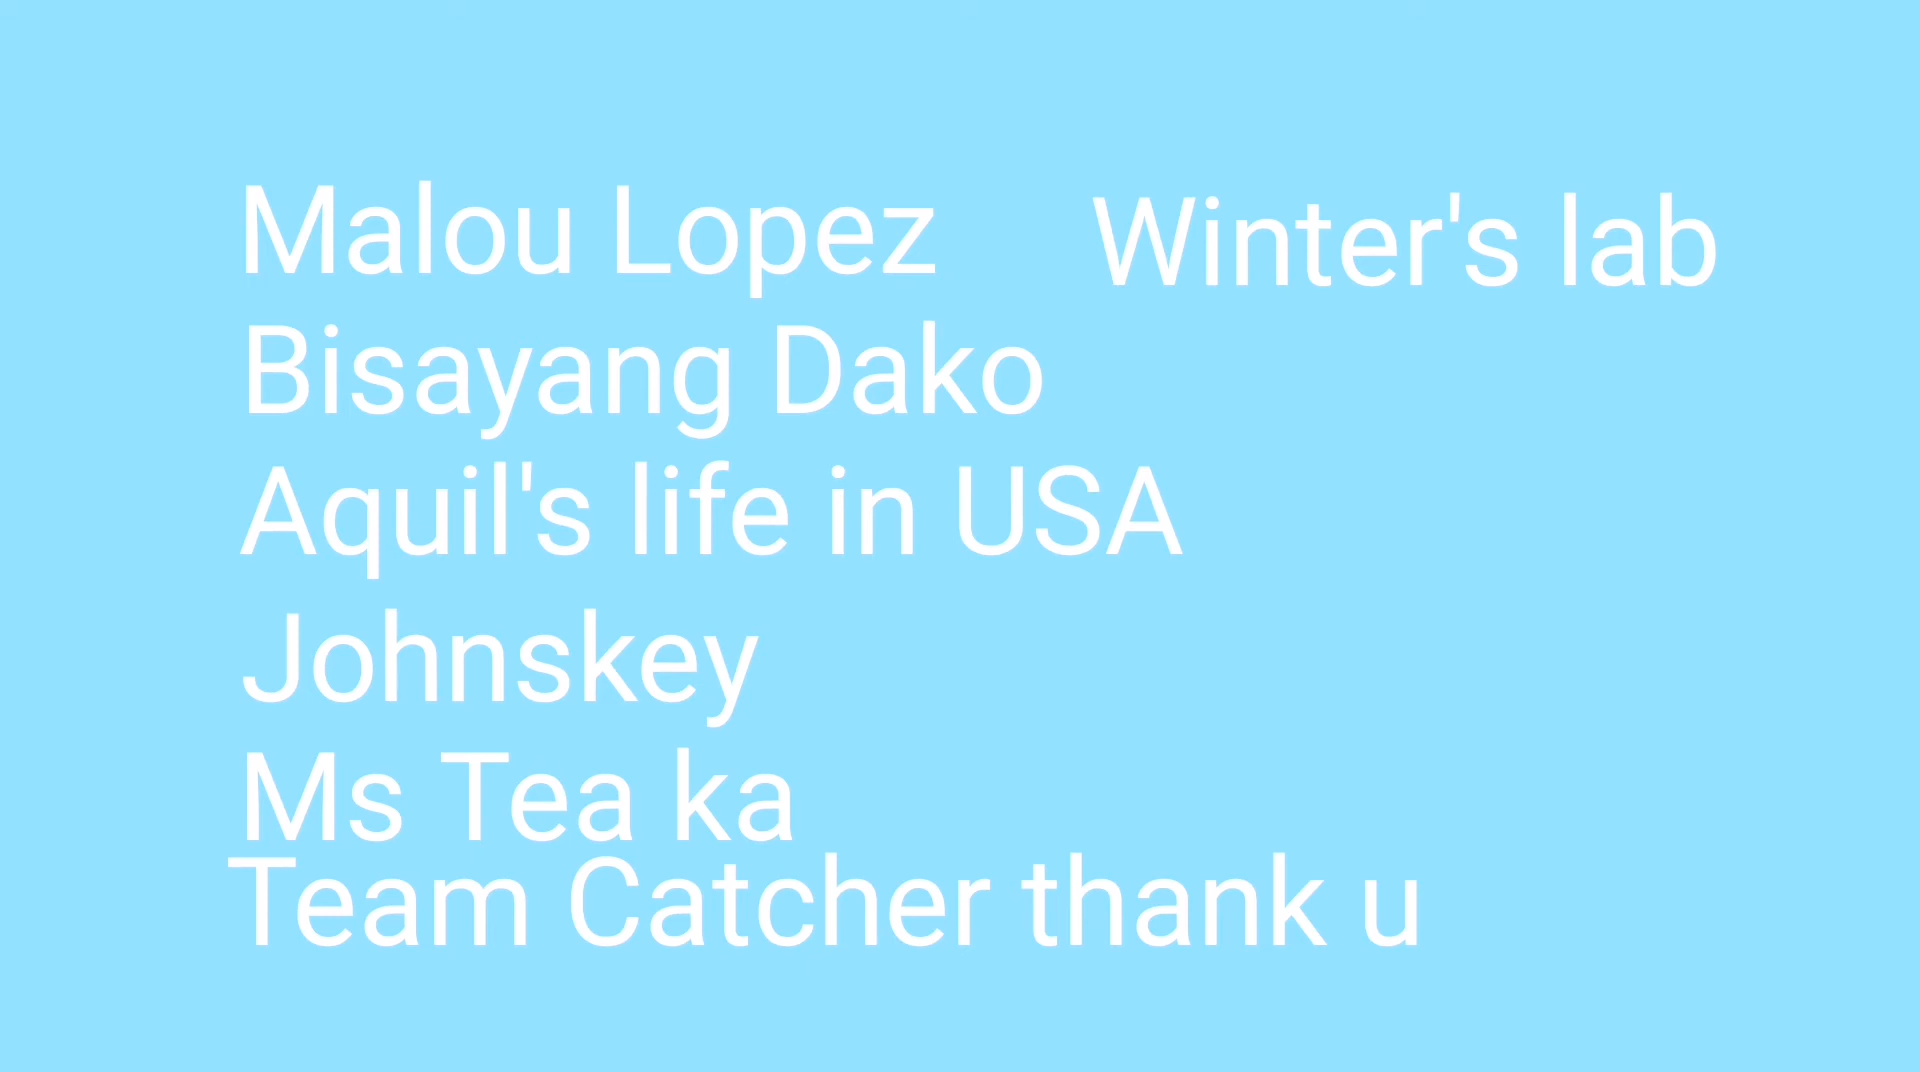 Malou Lopez
Winter's lab
Bisayang Dako
Aquil's life in USA
Johnskey
Ms Tea ka
Team Catcher thank u